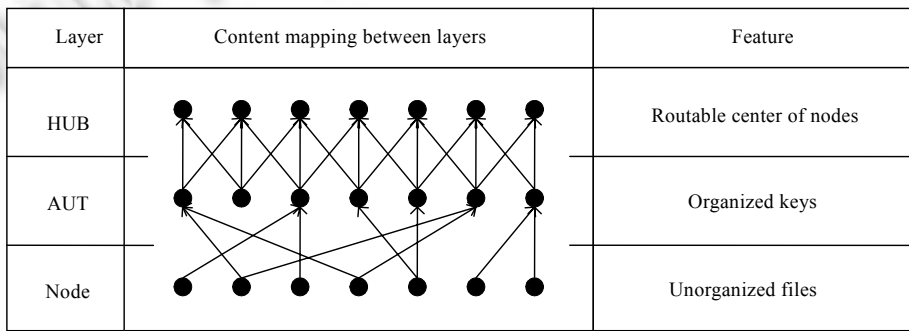 Layer Content mapping between layers Feature
HUB Routable center of nodes
AUT Organized keys
Node Unorganized files